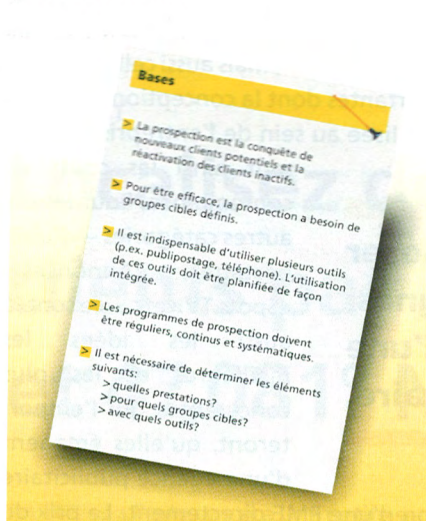 Bases
> La prospection est la conquête de
nouveaux clients potentiels et la
réactivation des clients inactifs.
> Pour être efficace, la prospection a besoin de
groupes cibles définis.
> Il est indispensable d'utiliser plusieurs outils
(p.ex. publipostage, téléphone). L'utilisation
de ces outils doit être planifiée de façon
intégrée.
> Les programmes de prospection doivent
être réguliers, continus et systématiques.
> Il est nécessaire de déterminer les éléments
suivants:
> quelles prestations?
> pour quels groupes cibles?
> avec quels outils?